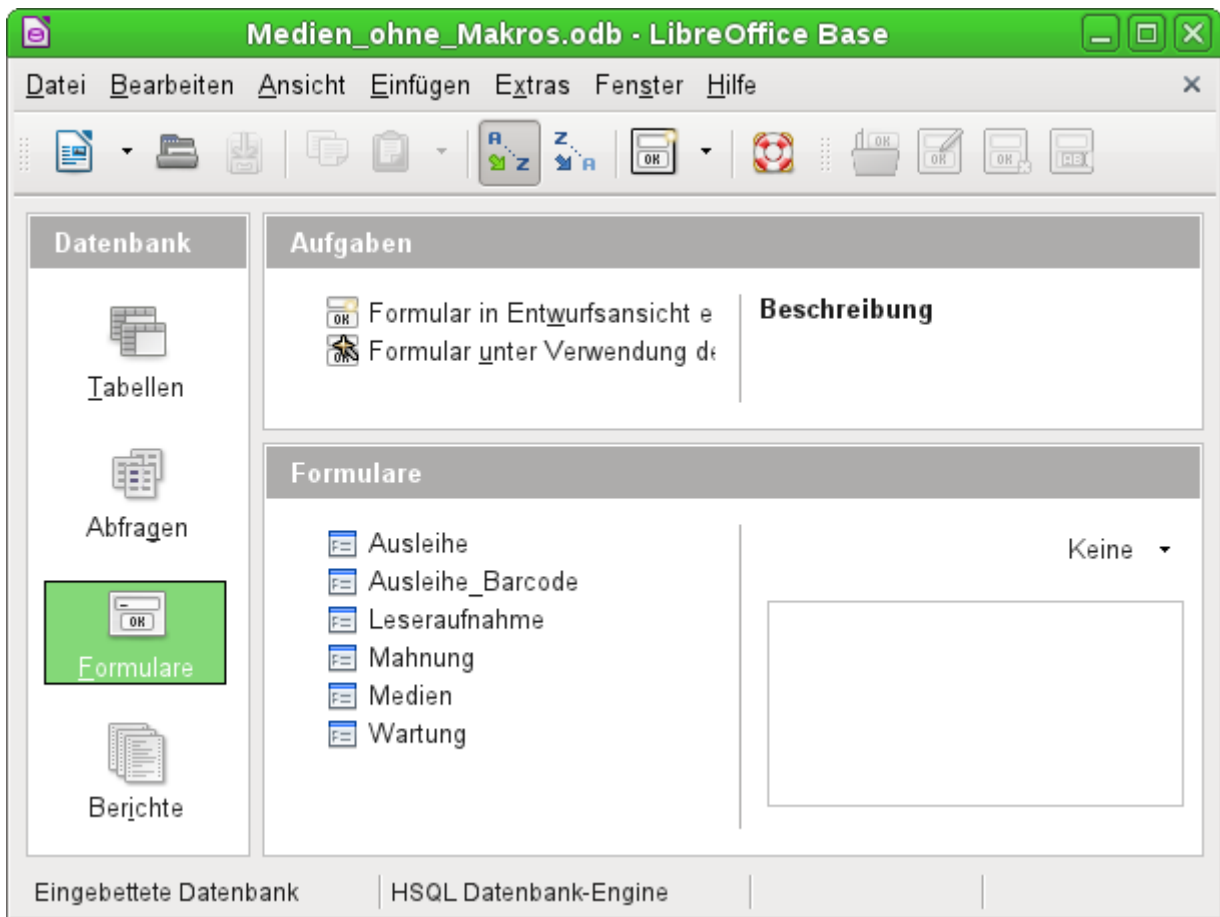 Medien_ohne_Makros.odb - LibreOffice Base
Datei Bearbeiten Ansicht Einfügen Extras Fenster Hilfe
Datenbank
Tabellen
Abfragen
Formulare
Berichte
Aufgaben
Formular in Entwurfsansicht e
Formular unter Verwendung de
Beschreibung
Formulare
Ausleihe
Ausleihe_Barcode
Leseraufnahme
Mahnung
Medien
Wartung
Keine
Eingebettete Datenbank
HSQL Datenbank-Engine